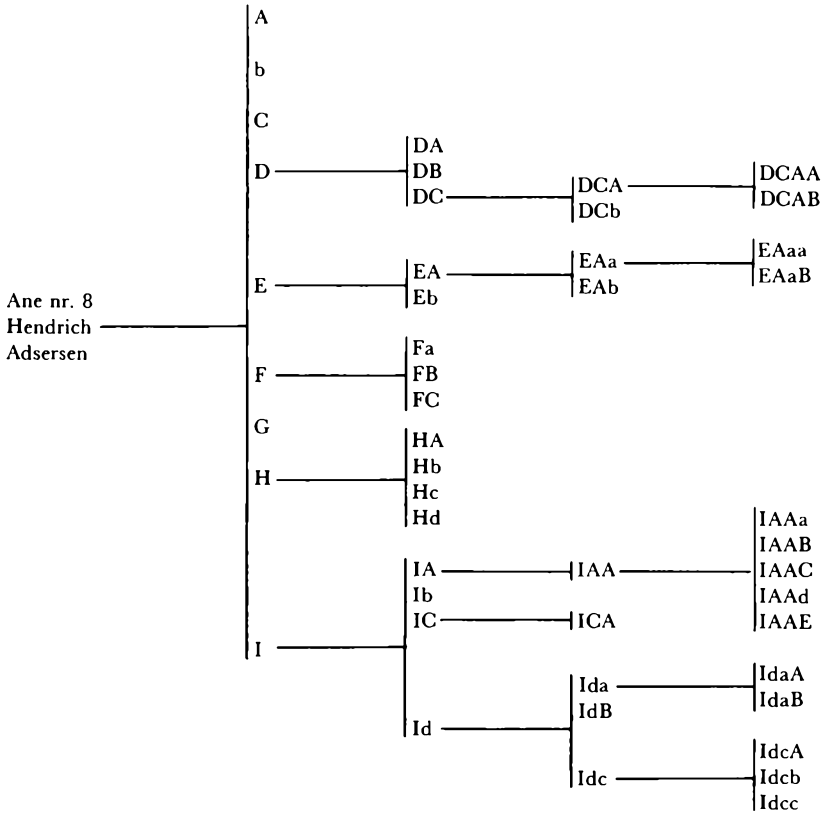 A
b
C
D DA
DB
DC DCA DCAA
DCb DCAB
E EA EAa EAaa
Eb EAb EAaB
Ane nr. 8
Hendrich
Adsersen
F Fa
FB
FC
G
H HA
Hb
Hc
Hd
I IA IAA IAAa
Ib IAAB
IC ICA IAAC
IAAd
IAAE
Id Ida IdaA
IdB IdaB
Idc IdcA
Idcb
Idcc